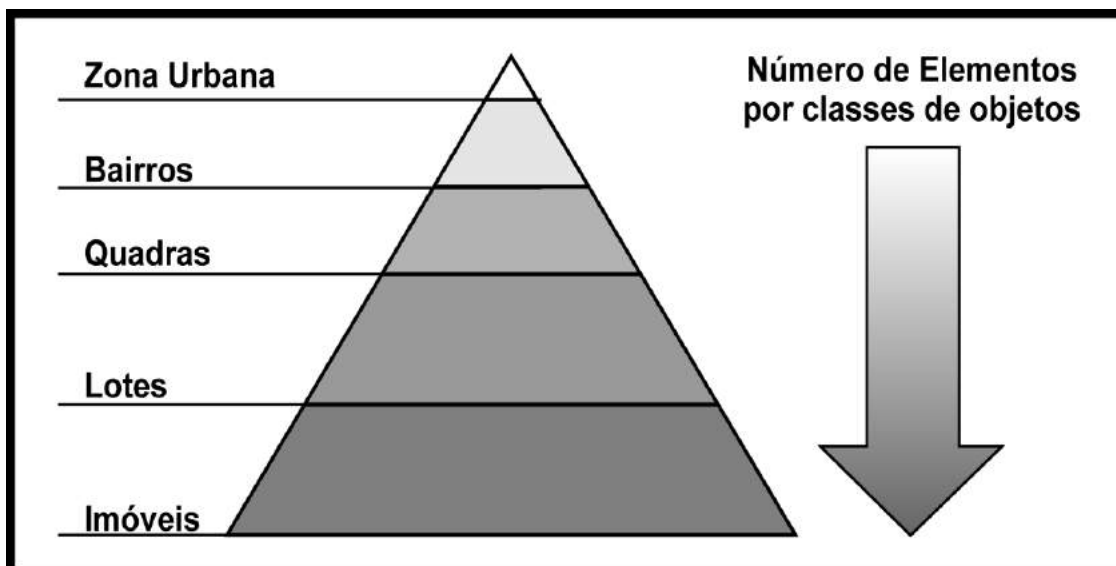 Zona Urbana
Bairros
Quadras
Lotes
Imóveis
Número de Elementos
por classes de objetos